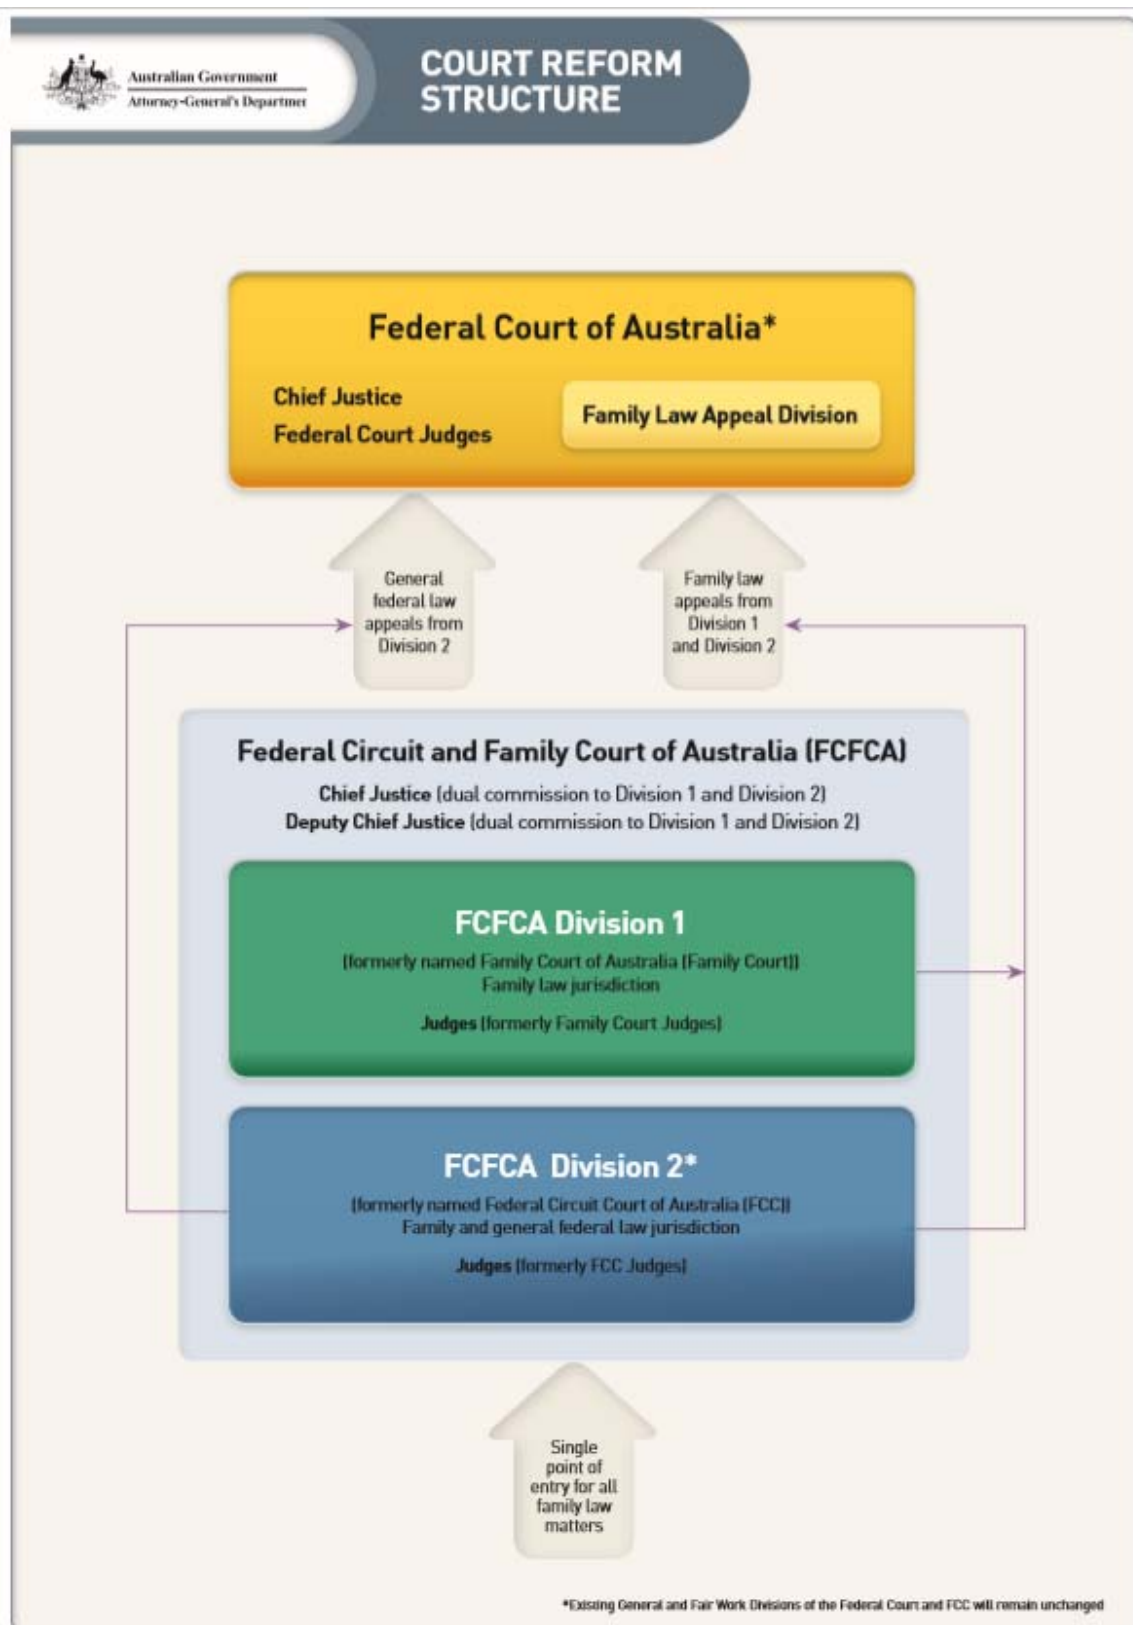 Australian Government
Attorney-General's Departmer
COURT REFORM
STRUCTURE
Federal Court of Australia*
Chief Justice
Federal Court Judges
Family Law Appeal Division
General
federal law
appeals from
Division 2
Family law
appeals from
Division 1
and Division 2
Federal Circuit and Family Court of Australia (FCFCA)
Chief Justice (dual commission to Division 1 and Division 2)
Deputy Chief Justice (dual commission to Division 1 and Division 2)
FCFCA Division 1
(formerly named Family Court of Australia (Family Court))
Family law jurisdiction
Judges (formerly Family Court Judges)
FCFCA Division 2*
(formerly named Federal Circuit Court of Australia (FCC))
Family and general federal law jurisdiction
Judges (formerly FCC Judges)
Single
point of
entry for all
family law
matters
*Existing General and Fair Work Divisions of the Federal Court and FCC will remain unchanged